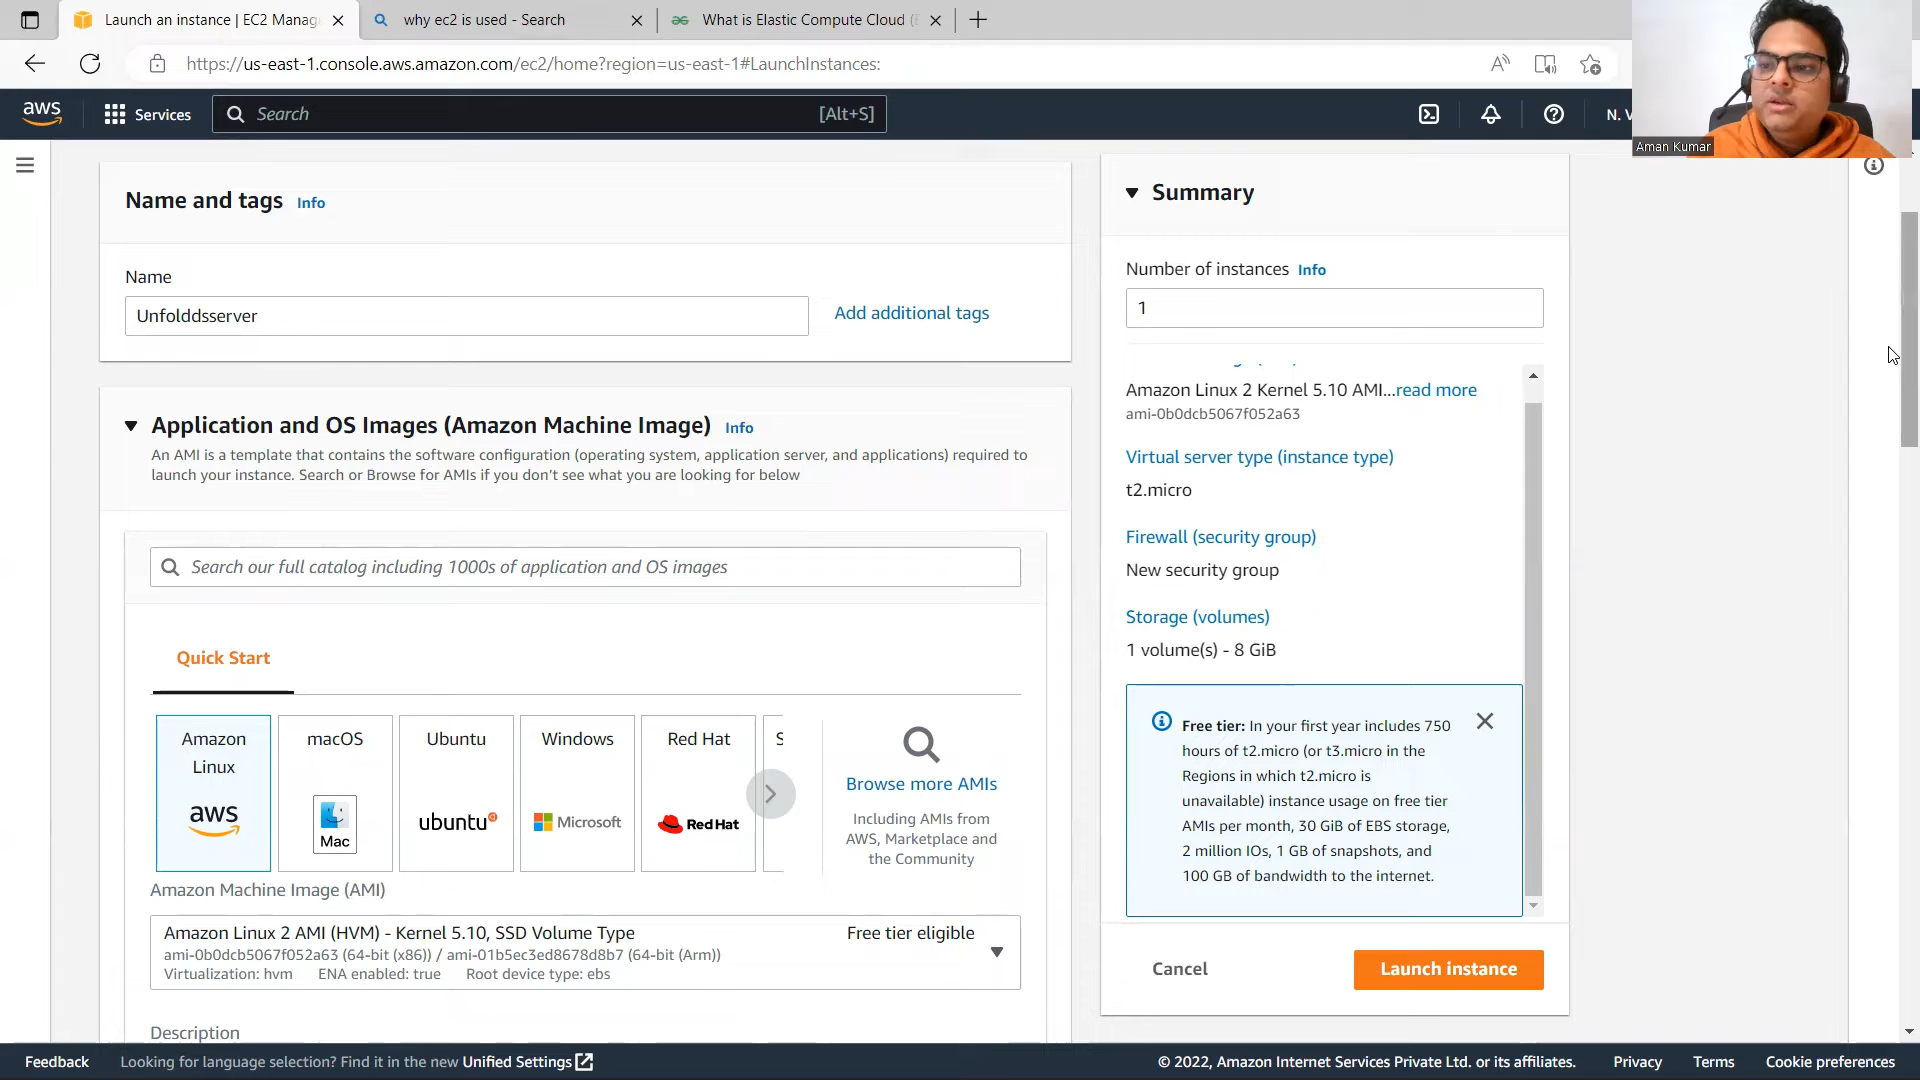 Launch an instance | EC2 Manag
why ec2 is used - Search
What is Elastic Compute Cloud (
https://us-east-1.console.aws.amazon.com/ec2/home?region=us-east-1#LaunchInstances:
aws
Services
Search
[Alt+S]
N. V
Aman Kumar
Name and tags Info
Name
Unfolddsserver
Add additional tags
Application and OS Images (Amazon Machine Image) Info
An AMI is a template that contains the software configuration (operating system, application server, and applications) required to
launch your instance. Search or Browse for AMIs if you don't see what you are looking for below
Search our full catalog including 1000s of application and OS images
Quick Start
Amazon
Linux
aws
macOS
Mac
Ubuntu
ubuntu
Windows
Microsoft
Red Hat
Red Hat
S
Browse more AMIs
Including AMIs from
AWS, Marketplace and
the Community
Amazon Machine Image (AMI)
Amazon Linux 2 AMI (HVM) - Kernel 5.10, SSD Volume Type
Free tier eligible
ami-0b0dcb5067f052a63 (64-bit (x86)) / ami-01b5ec3ed8678d8b7 (64-bit (Arm))
Virtualization: hvm ENA enabled: true Root device type: ebs
Description
Summary
Number of instances Info
1
Amazon Linux 2 Kernel 5.10 AMI...read more
ami-0b0dcb5067f052a63
Virtual server type (instance type)
t2.micro
Firewall (security group)
New security group
Storage (volumes)
1 volume(s) - 8 GiB
Free tier: In your first year includes 750
hours of t2.micro (or t3.micro in the
Regions in which t2.micro is
unavailable) instance usage on free tier
AMIs per month, 30 GiB of EBS storage,
2 million IOs, 1 GB of snapshots, and
100 GB of bandwidth to the internet.
Cancel
Launch instance
Feedback
Looking for language selection? Find it in the new Unified Settings
© 2022, Amazon Internet Services Private Ltd. or its affiliates.
Privacy
Terms
Cookie preferences